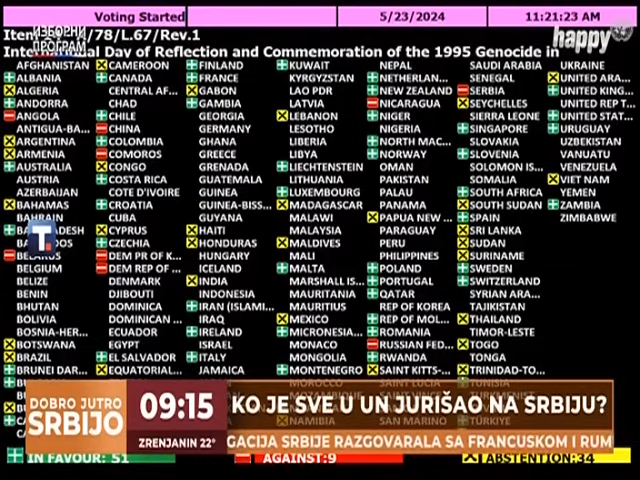 Voting Started 5/23/2024 11:21:23 AM
ИЗБОРНИ
ПРОГРАМ
/78/L.67/Rev.1
happy
International Day of Reflection and Commemoration of the 1995 Genocide in
AFGHANISTAN CAMEROON FINLAND KUWAIT NEPAL SAUDI ARABIA UKRAINE
ALBANIA CANADA FRANCE KYRGYZSTAN NETHERLAN... SENEGAL UNITED ARA...
ALGERIA CENTRAL AF... GABON LAO PDR NEW ZEALAND SERBIA UNITED KING...
ANDORRA CHAD GAMBIA LATVIA NICARAGUA SEYCHELLES UNITED REP T...
ANGOLA CHILE GEORGIA LEBANON NIGER SIERRA LEONE UNITED STAT...
ANTIGUA-BA... CHINA GERMANY LESOTHO NIGERIA SINGAPORE URUGUAY
ARGENTINA COLOMBIA GHANA LIBERIA NORTH MAC... SLOVAKIA UZBEKISTAN
ARMENIA COMOROS GREECE LIBYA NORWAY SLOVENIA VANUATU
AUSTRALIA CONGO GRENADA LIECHTENSTEIN OMAN SOLOMON IS... VENEZUELA
AUSTRIA COSTA RICA GUATEMALA LITHUANIA PAKISTAN SOMALIA VIET NAM
AZERBAIJAN COTE D'IVOIRE GUINEA LUXEMBOURG PALAU SOUTH AFRICA YEMEN
BAHAMAS CROATIA GUINEA-BISS... MADAGASCAR PANAMA SOUTH SUDAN ZAMBIA
BAHRAIN CUBA GUYANA MALAWI PAPUA NEW ... SPAIN ZIMBABWE
CYPRUS HAITI MALAYSIA PARAGUAY SRI LANKA
T.
CZECHIA HONDURAS MALDIVES PERU SUDAN
BELARUS DEM PR OF K... HUNGARY MALI PHILIPPINES SURINAME
BELGIUM DEM REP OF ... ICELAND MALTA POLAND SWEDEN
BELIZE DENMARK INDIA MARSHALL IS... PORTUGAL SYRIAN ARA...
BENIN DJIBOUTI INDONESIA MAURITANIA QATAR TAJIKISTAN
BHUTAN DOMINICA IRAN (ISLAMI... MAURITIUS REP OF KOREA THAILAND
BOLIVIA DOMINICAN ... IRAQ MEXICO REP OF MOL... TIMOR-LESTE
BOSNIA-HER... ECUADOR IRELAND MICRONESIA... ROMANIA TOGO
BOTSWANA EGYPT ISRAEL MONACO RUSSIAN FED... TONGA
BRAZIL EL SALVADOR ITALY MONGOLIA RWANDA TRINIDAD-TO...
BRUNEI DAR... EQUATORIAL... JAMAICA MONTENEGRO SAINT KITTS-...
MOROCCO SAINT LUCIA TUNISIA
NAMIBIA SAN MARINO TÜRKİYE
DOBRO JUTRO
SRBIJO
09:15
ZRENJANIN 22°
KO JE SVE U UN JURIŠAO NA SRBIJU?
GACIJA SRBIJE RAZGOVARALA SA FRANCUSKOM I RUM
IN FAVOUR: 51 AGAINST:9 ABSTENTION:34